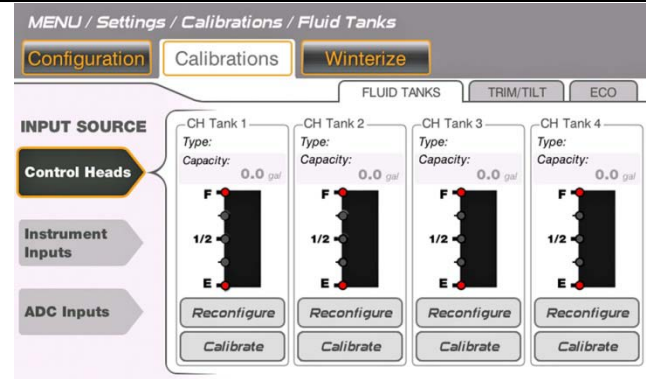 MENU / Settings / Calibrations / Fluid Tanks
Configuration Calibrations Winterize
FLUID TANKS TRIM/TILT ECO
INPUT SOURCE
Control Heads
Instrument
Inputs
ADC Inputs
CH Tank 1
Type:
Capacity:
0.0 gal
F
1/2
E
Reconfigure
Calibrate
CH Tank 2
Type:
Capacity:
0.0 gal
F
1/2
E
Reconfigure
Calibrate
CH Tank 3
Type:
Capacity:
0.0 gal
F
1/2
E
Reconfigure
Calibrate
CH Tank 4
Type:
Capacity:
0.0 gal
F
1/2
E
Reconfigure
Calibrate